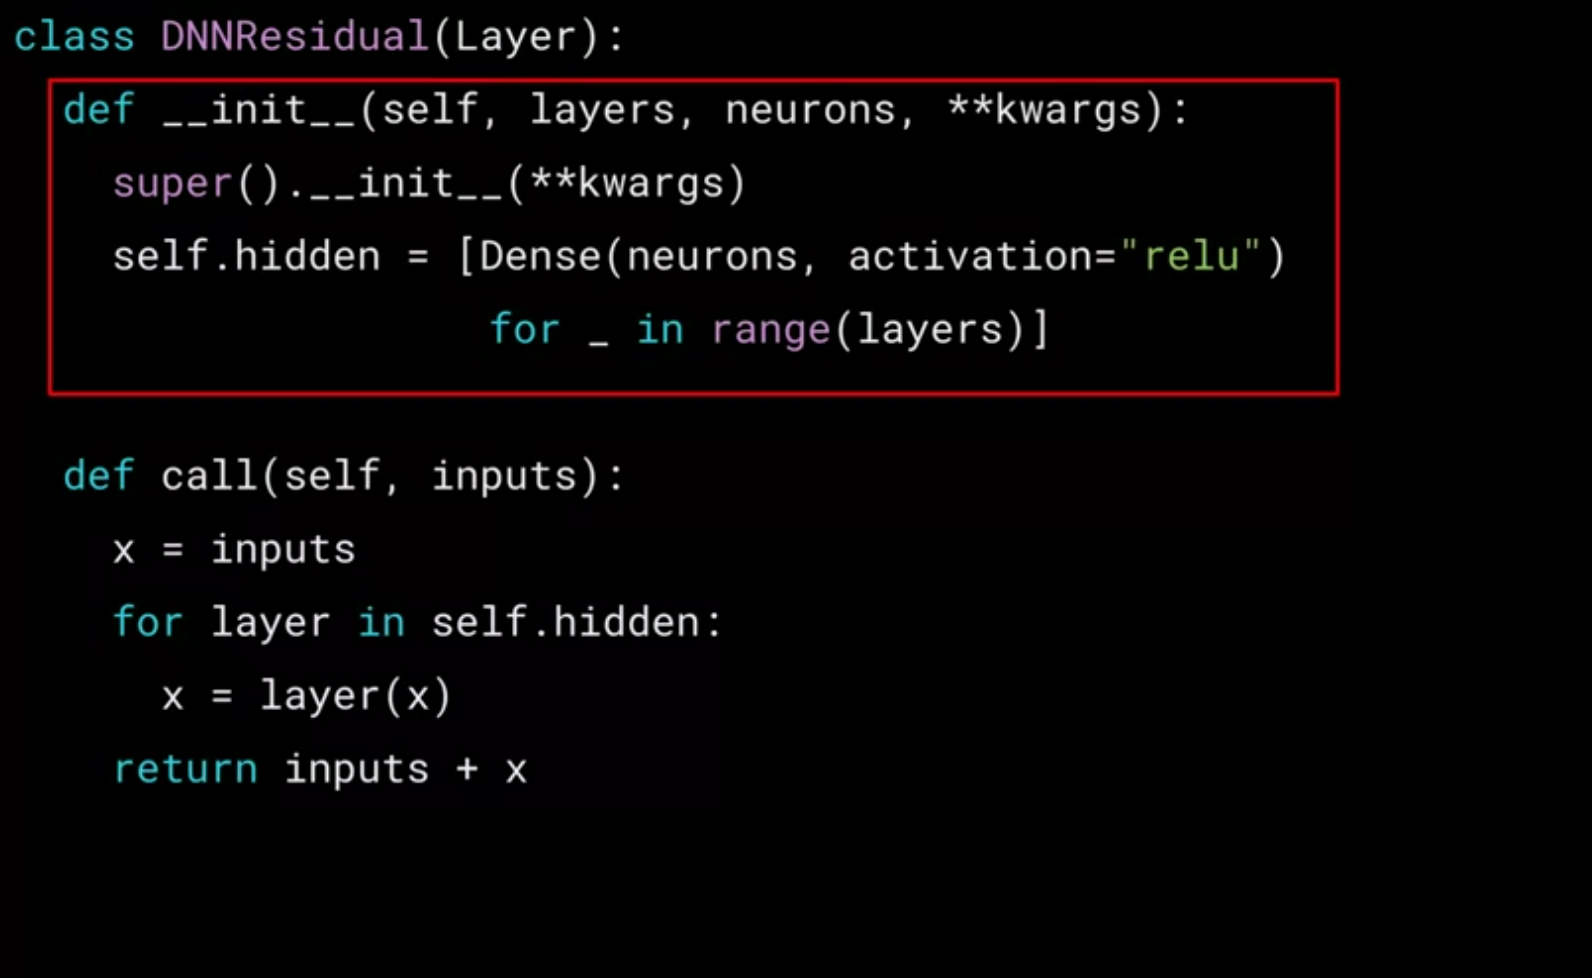 class DNNResidual(Layer):
  def __init__(self, layers, neurons, **kwargs):
    super().__init__(**kwargs)
    self.hidden = [Dense(neurons, activation="relu")
                   for _ in range(layers)]
  def call(self, inputs):
    x = inputs
    for layer in self.hidden:
      x = layer(x)
    return inputs + x